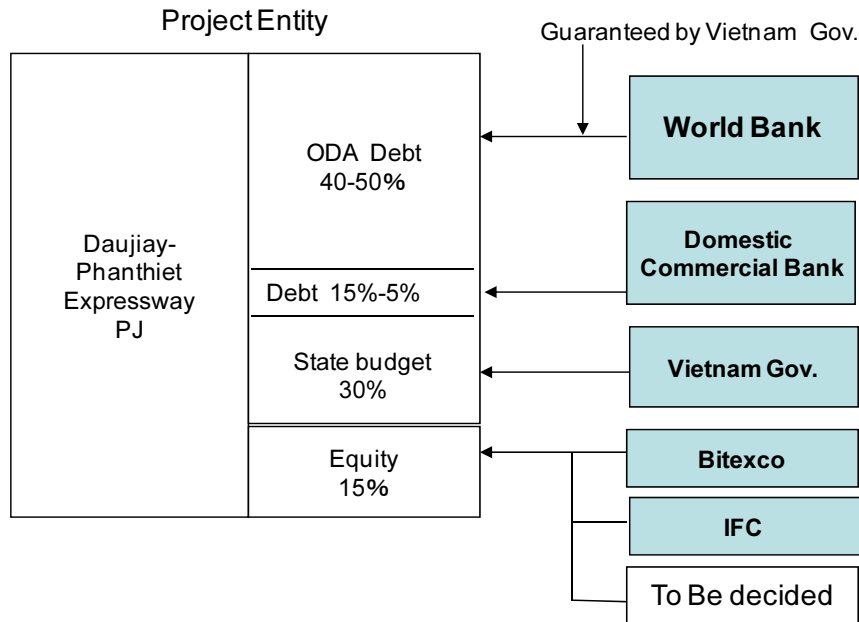 Project Entity
Guaranteed by Vietnam Gov.
Daujiay-
Phanthiet
Expressway
PJ
ODA Debt
40-50%
Debt 15%-5%
State budget
30%
Equity
15%
World Bank
Domestic
Commercial Bank
Vietnam Gov.
Bitexco
IFC
To Be decided